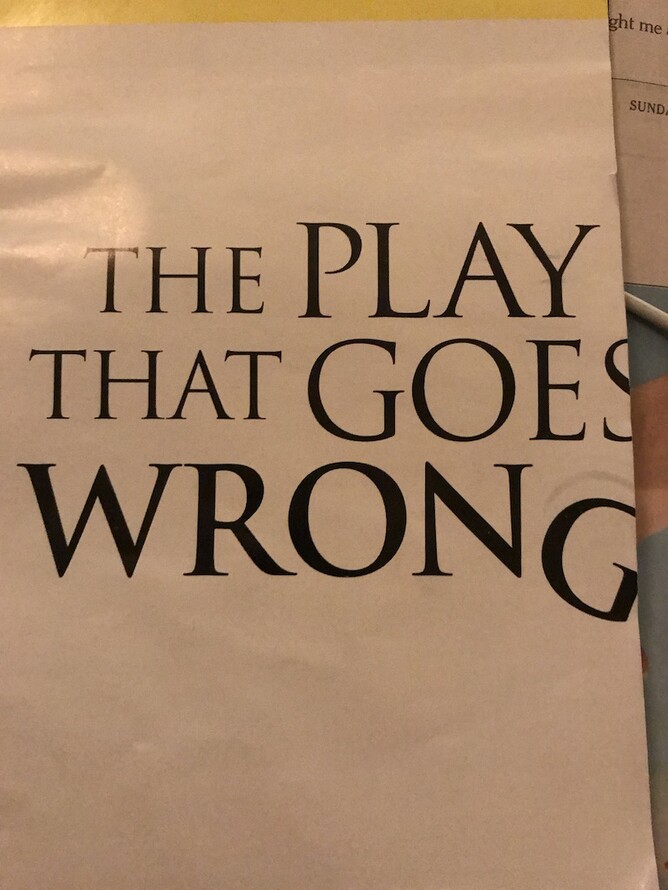 THE PLAY
THAT GOES
WRONG
ght me
SUNDA